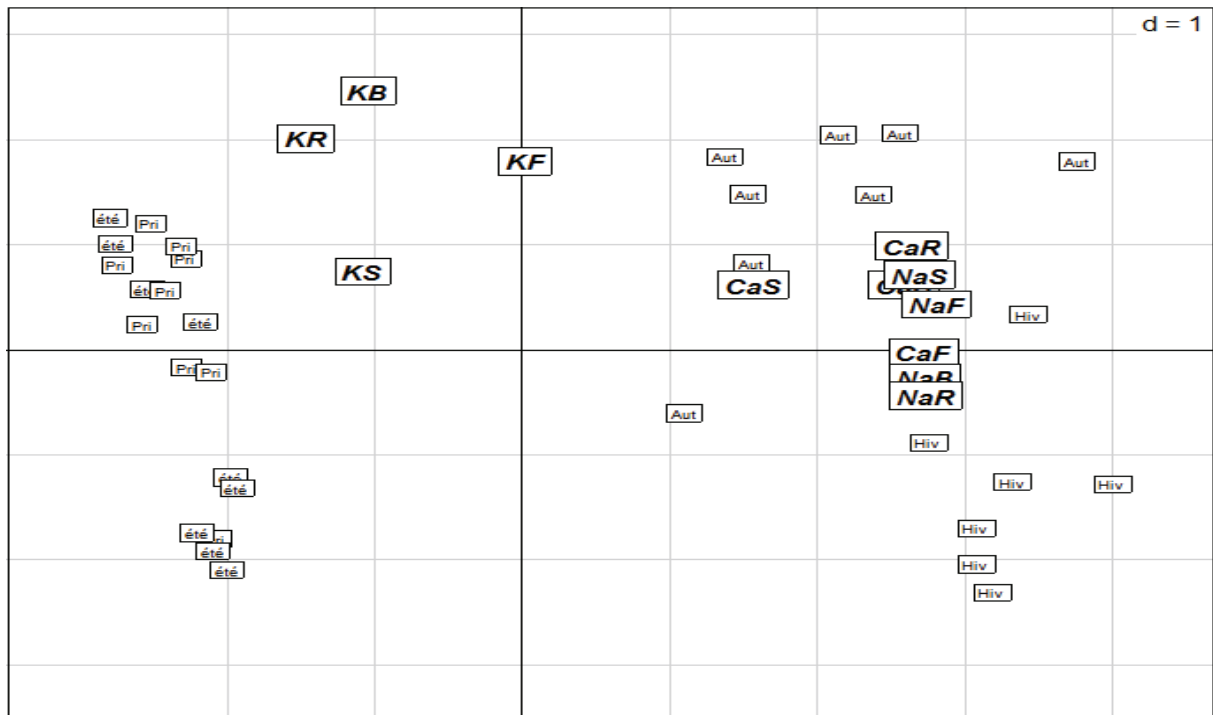 d = 1
KB
KR
KF
Aut
Aut
Aut
Aut
Aut
Aut
été
Pri
été
Pri
Pri
Pri
KS
Aut
CaR
NaS
CaS
NaF
Pri
Pri
été
Hiv
CaF
Pri
Pri
NaB
NaR
Aut
Hiv
été
été
Hiv
Hiv
été
Hiv
été
été
Hiv
Hiv